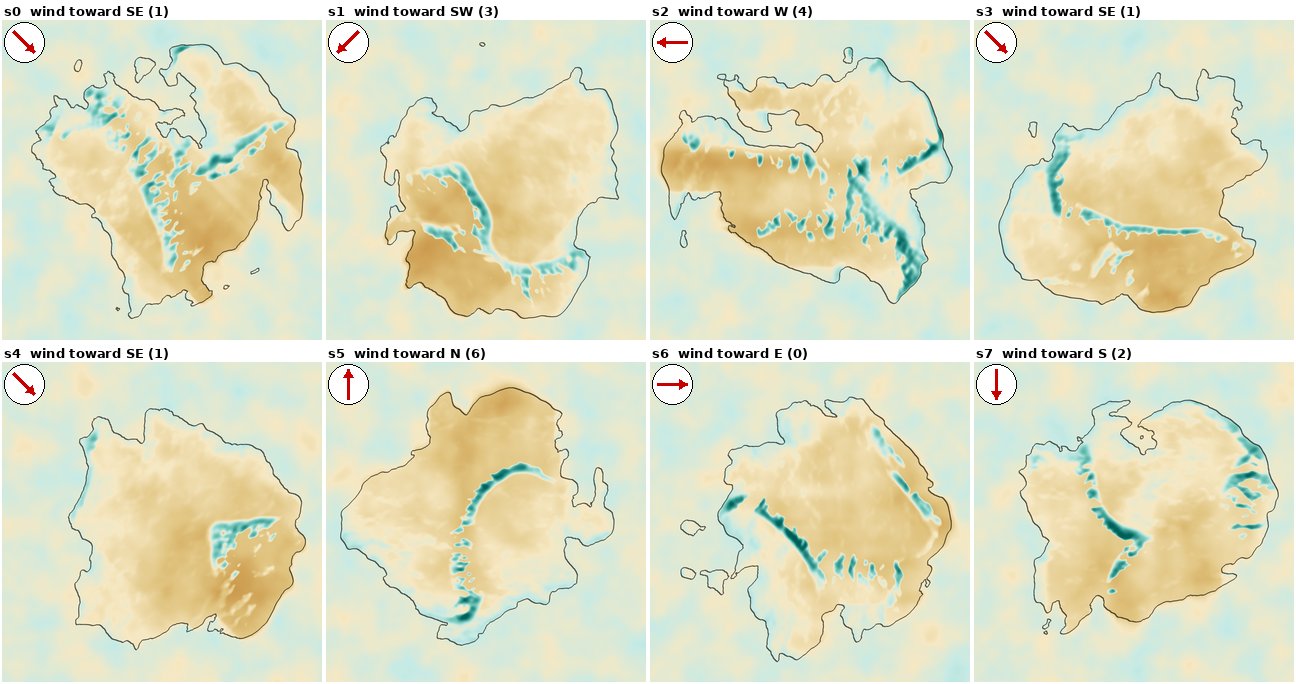 s0 wind toward SE (1)
s1 wind toward SW (3)
s2 wind toward W (4)
s3 wind toward SE (1)
s4 wind toward SE (1)
s5 wind toward N (6)
s6 wind toward E (0)
s7 wind toward S (2)